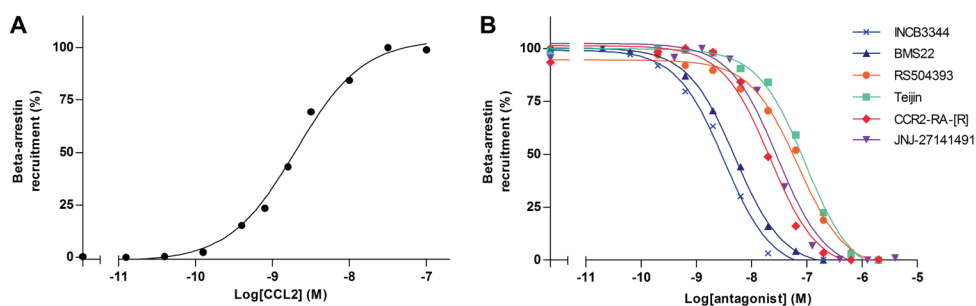 A
Beta-arrestin
recruitment (%)
100
75
50
25
0
-11
-10
-9
-8
-7
Log[CCL2] (M)
B
Beta-arrestin
recruitment (%)
100
75
50
25
0
-11
-10
-9
-8
-7
-6
-5
Log[antagonist] (M)
INCB3344
BMS22
RS504393
Teijin
CCR2-RA-[R]
JNJ-27141491